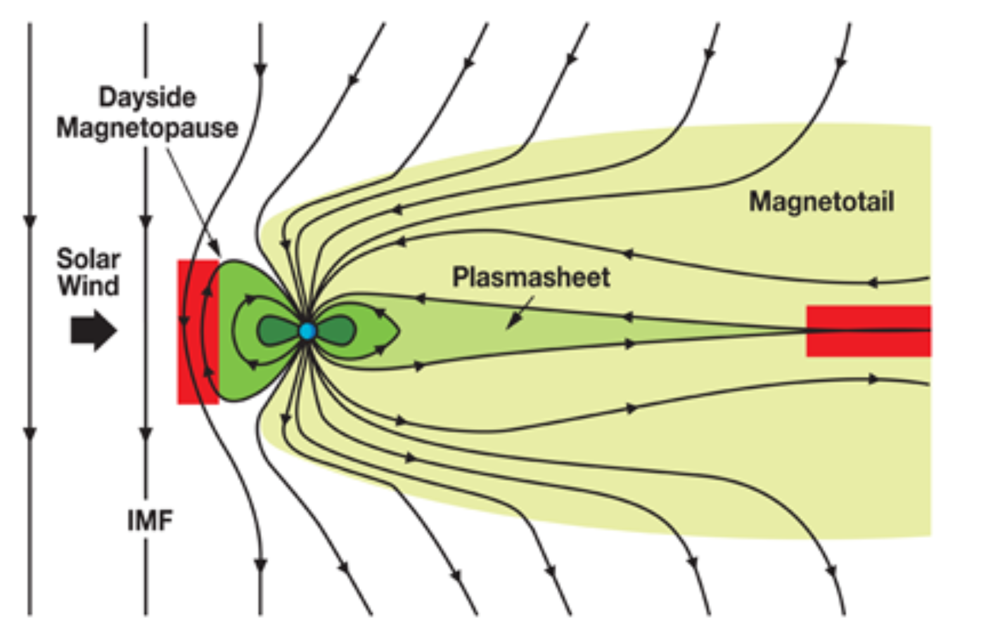 Dayside
Magnetopause
Magnetotail
Solar
Wind
Plasmasheet
IMF